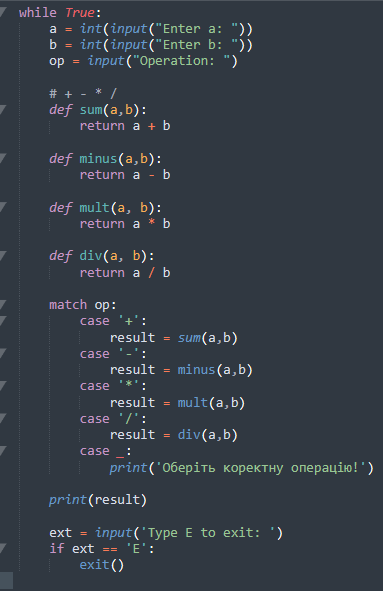 while True:
    a = int(input("Enter a: "))
    b = int(input("Enter b: "))
    op = input("Operation: ")

    # + - * /
    def sum(a,b):
        return a + b

    def minus(a,b):
        return a - b

    def mult(a, b):
        return a * b

    def div(a, b):
        return a / b

    match op:
        case '+':
            result = sum(a,b)
        case '-':
            result = minus(a,b)
        case '*':
            result = mult(a,b)
        case '/':
            result = div(a,b)
        case _:
            print('Оберіть коректну операцію!')

    print(result)

    ext = input('Type E to exit: ')
    if ext == 'E':
        exit()